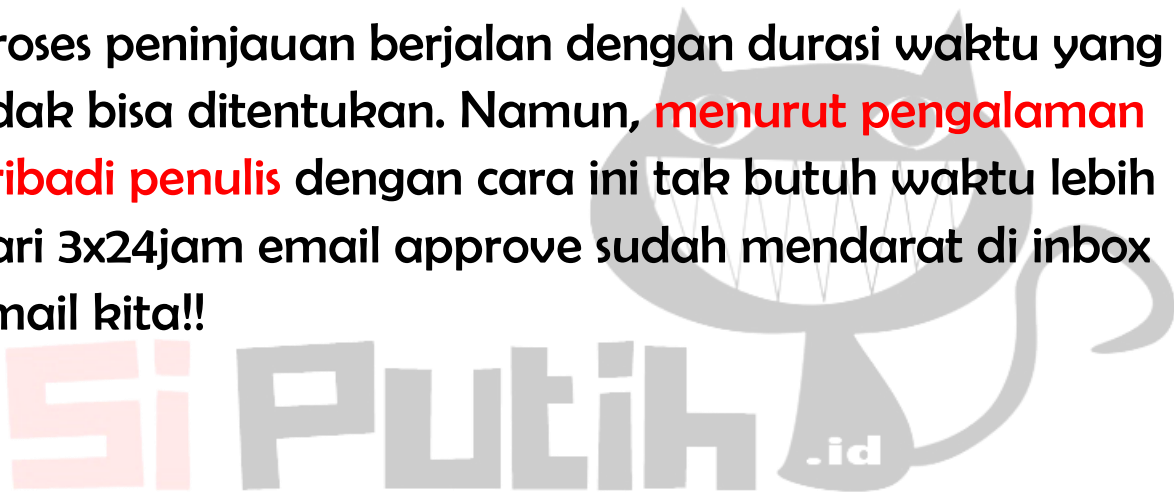 roses peninjauan berjalan dengan durasi waktu yang
dak bisa ditentukan. Namun, menurut pengalaman
ribadi penulis dengan cara ini tak butuh waktu lebih
ari 3x24jam email approve sudah mendarat di inbox
mail kita!!
Si Putih .id